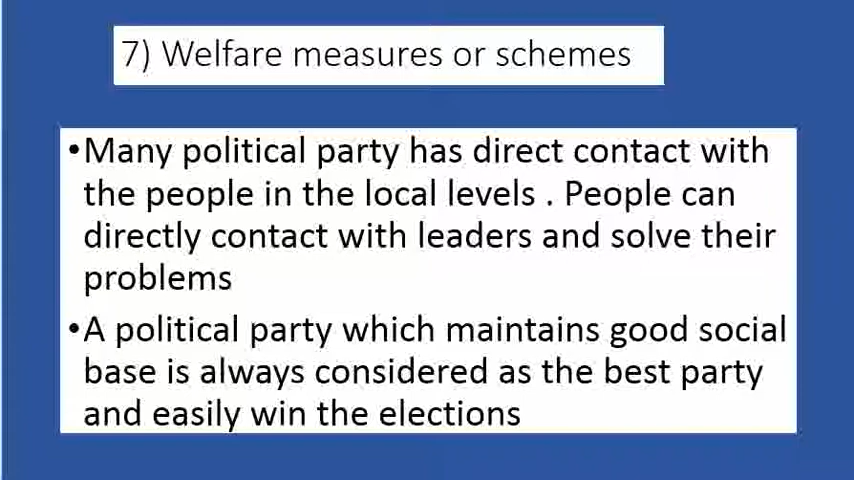 7) Welfare measures or schemes
•Many political party has direct contact with
the people in the local levels . People can
directly contact with leaders and solve their
problems
•A political party which maintains good social
base is always considered as the best party
and easily win the elections